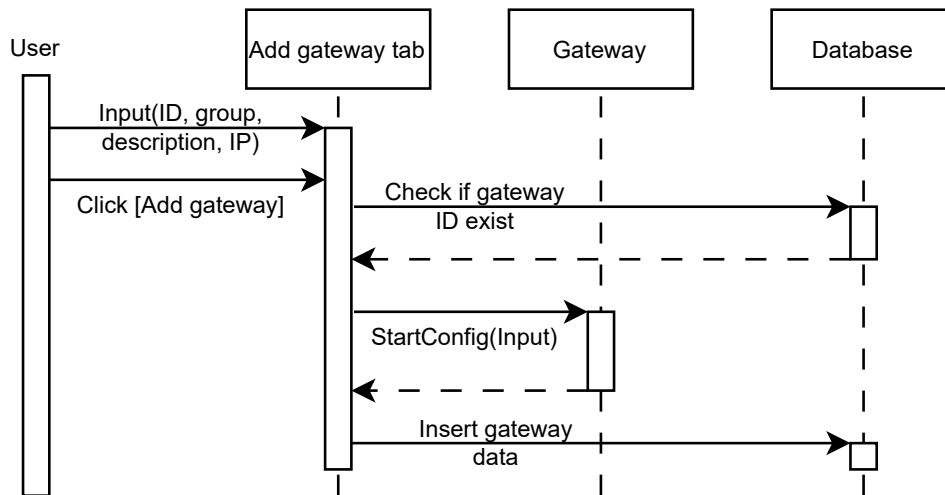 User
Add gateway tab
Gateway
Database
Input(ID, group,
description, IP)
Click [Add gateway]
Check if gateway
ID exist
StartConfig(Input)
Insert gateway
data